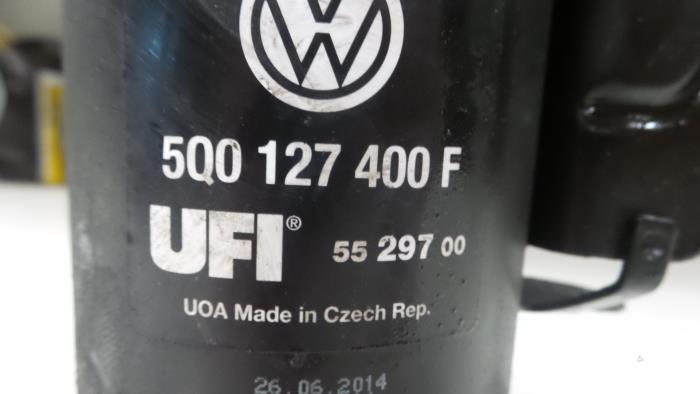 5Q0 127 400 F
UFI® 55 297 00
UOA Made in Czech Rep.
26.06.2014